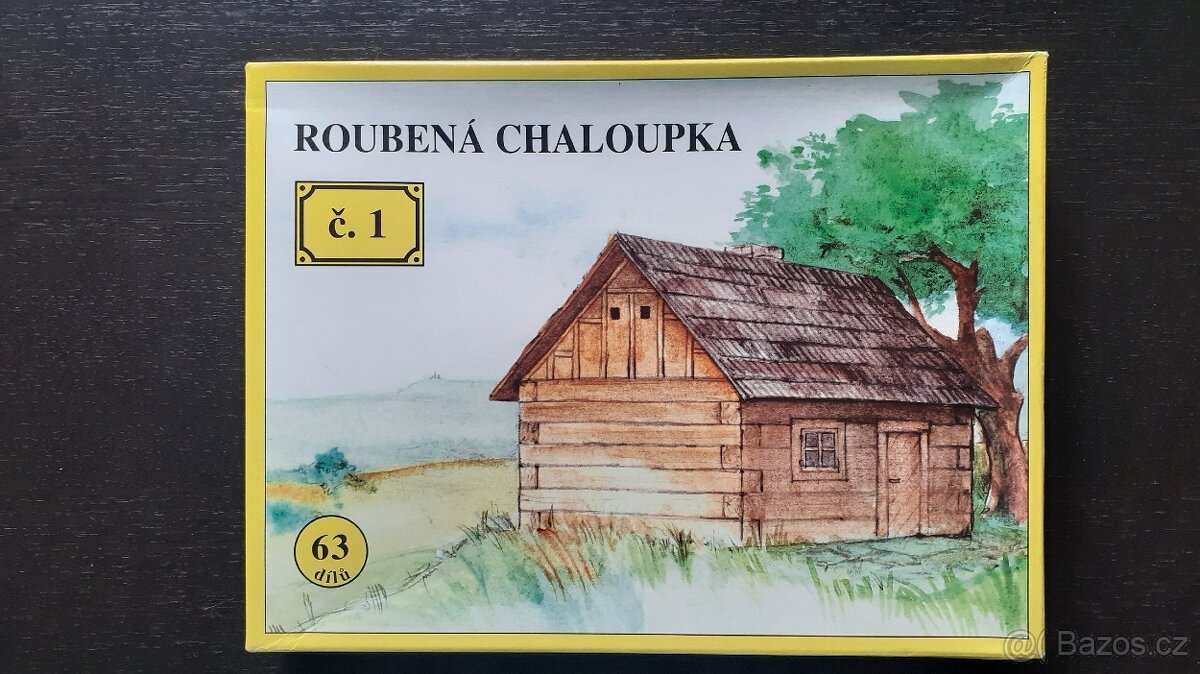 ROUBENÁ CHALOUPKA
č. 1
63
dílů
@ Bazos.cz